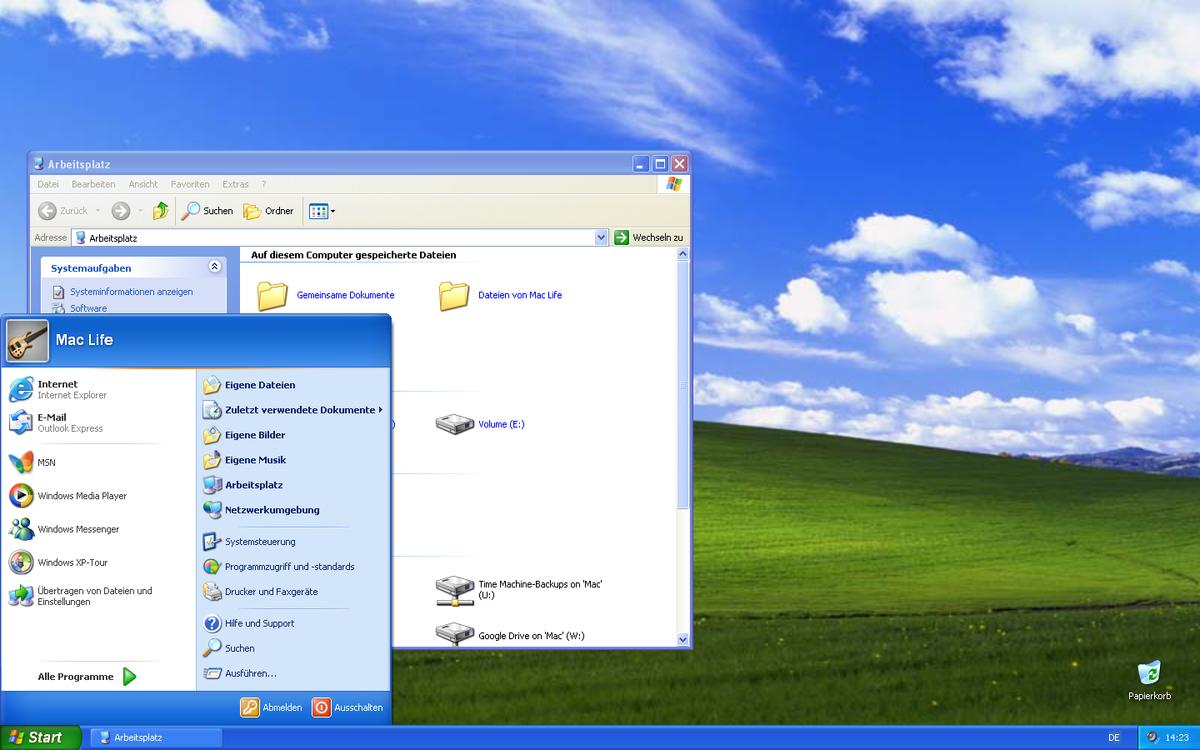 Arbeitsplatz
Datei Bearbeiten Ansicht Favoriten Extras ?
Zurück Suchen Ordner
Adresse Arbeitsplatz Wechseln zu
Systemaufgaben
Systeminformationen anzeigen
Software
Auf diesem Computer gespeicherte Dateien
Gemeinsame Dokumente
Dateien von Mac Life
)
Volume (E:)
Time Machine-Backups on 'Mac'
(U:)
Google Drive on 'Mac' (W:)
Mac Life
Internet
Internet Explorer
E-Mail
Outlook Express
MSN
Windows Media Player
Windows Messenger
Windows XP-Tour
Übertragen von Dateien und
Einstellungen
Alle Programme
Eigene Dateien
Zuletzt verwendete Dokumente
Eigene Bilder
Eigene Musik
Arbeitsplatz
Netzwerkumgebung
Systemsteuerung
Programmzugriff und -standards
Drucker und Faxgeräte
Hilfe und Support
Suchen
Ausführen...
Abmelden Ausschalten
Papierkorb
Start Arbeitsplatz DE 14:23